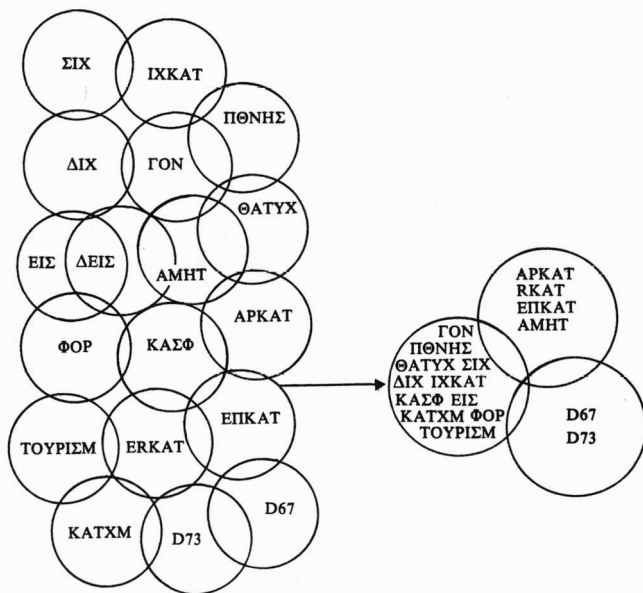 ΣΙΧ
ΙΧΚΑΤ
ΠΘΝΗΣ
ΔΙΧ
ΓΟΝ
ΘΑΤΥΧ
ΕΙΣ
ΔΕΙΣ
ΑΜΗΤ
ΑΡΚΑΤ
ΦΟΡ
ΚΑΣΦ
ΕΠΚΑΤ
ΤΟΥΡΙΣΜ
ERKAT
D67
ΚΑΤΧΜ
D73
ΓΟΝ
ΠΘΝΗΣ
ΘΑΤΥΧ ΣΙΧ
ΔΙΧ ΙΧΚΑΤ
ΚΑΣΦ ΕΙΣ
ΚΑΤΧΜ ΦΟΡ
ΤΟΥΡΙΣΜ
ΑΡΚΑΤ
RKAT
ΕΠΚΑΤ
ΑΜΗΤ
D67
D73